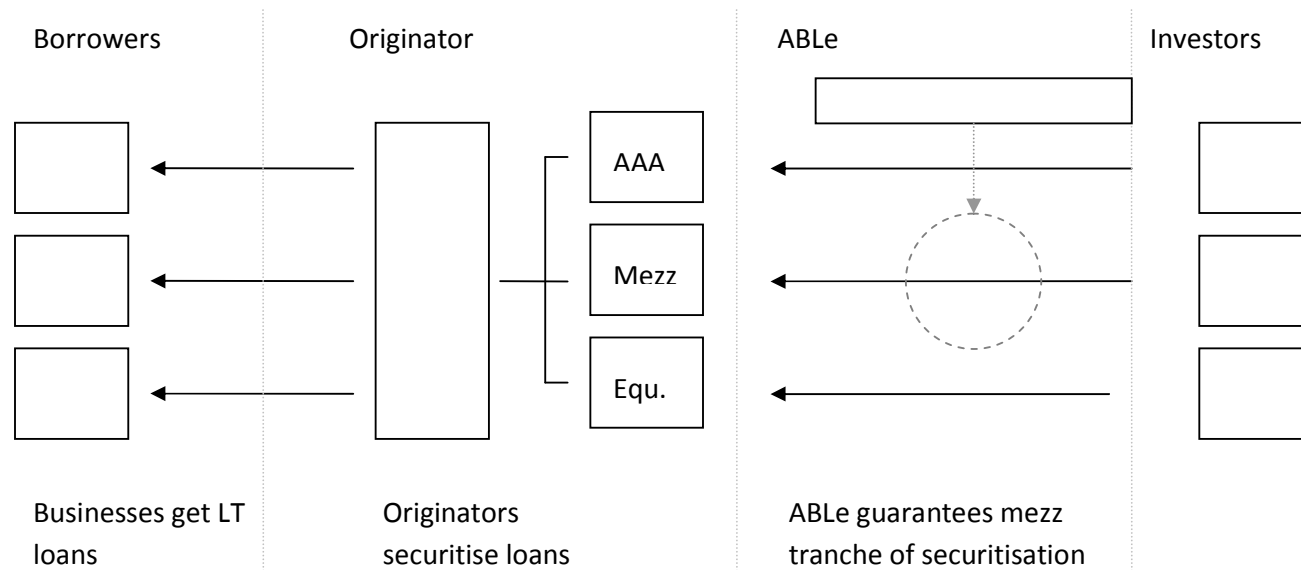 Borrowers
Originator
ABLe
Investors
AAA
Mezz
Equ.
Businesses get LT
loans
Originators
securitise loans
ABLe guarantees mezz
tranche of securitisation